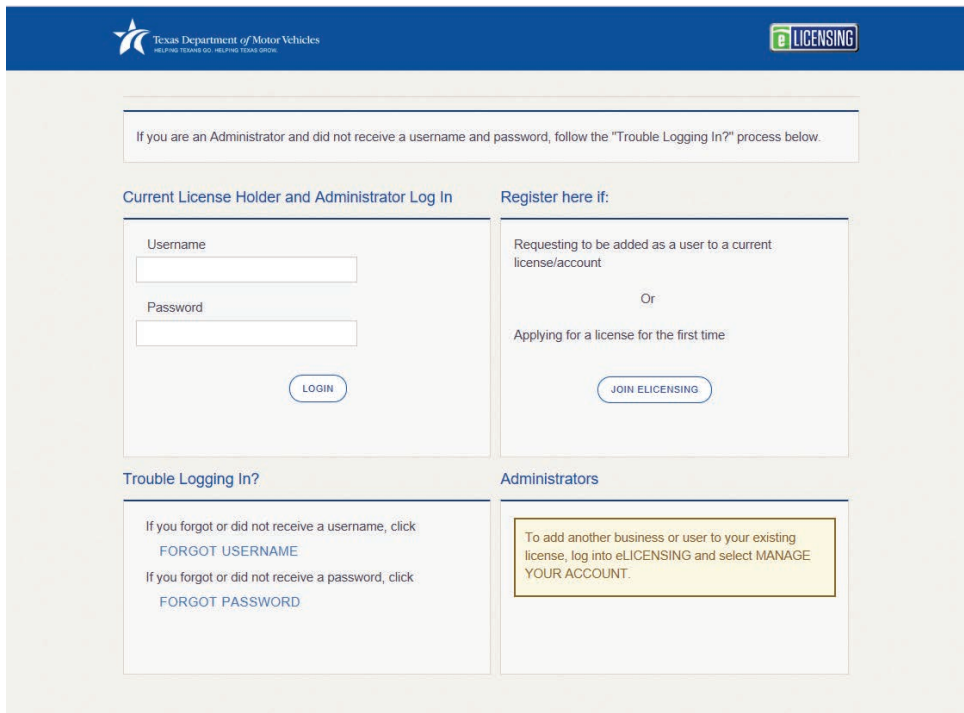 Texas Department of Motor Vehicles
HELPING TEXANS GO. HELPING TEXAS GROW.
e LICENSING
If you are an Administrator and did not receive a username and password, follow the "Trouble Logging In?" process below.
Current License Holder and Administrator Log In
Username
Password
LOGIN
Register here if:
Requesting to be added as a user to a current
license/account
Or
Applying for a license for the first time
JOIN ELICENSING
Trouble Logging In?
If you forgot or did not receive a username, click
FORGOT USERNAME
If you forgot or did not receive a password, click
FORGOT PASSWORD
Administrators
To add another business or user to your existing
license, log into eLICENSING and select MANAGE
YOUR ACCOUNT.